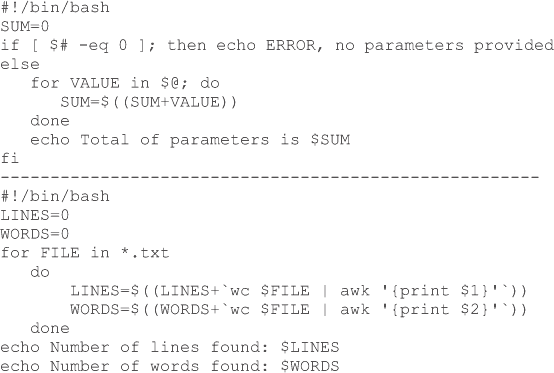 #!/bin/bash
SUM=0
if [ $# -eq 0 ]; then echo ERROR, no parameters provided
else
   for VALUE in $@; do
      SUM=$((SUM+VALUE))
   done
   echo Total of parameters is $SUM
fi
------------------------------------------------------
#!/bin/bash
LINES=0
WORDS=0
for FILE in *.txt
   do
       LINES=$((LINES+`wc $FILE | awk '{print $1}'`))
       WORDS=$((WORDS+`wc $FILE | awk '{print $2}'`))
   done
echo Number of lines found: $LINES
echo Number of words found: $WORDS